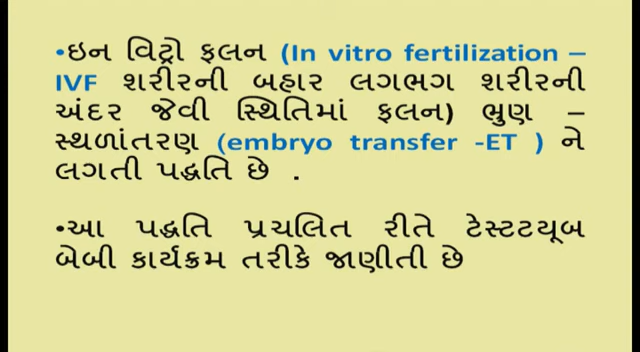 •ઇન વિટ્રો ફલન (In vitro fertilization –
IVF શરીરની બહાર લગભગ શરીરની
અંદર જેવી સ્થિતિમાં ફલન) ભ્રુણ –
સ્થળાંતરણ (embryo transfer -ET ) ને
લગતી પદ્ધતિ છે .
•આ પદ્ધતિ પ્રચલિત રીતે ટેસ્ટટયૂબ
બેબી કાર્યક્રમ તરીકે જાણીતી છે